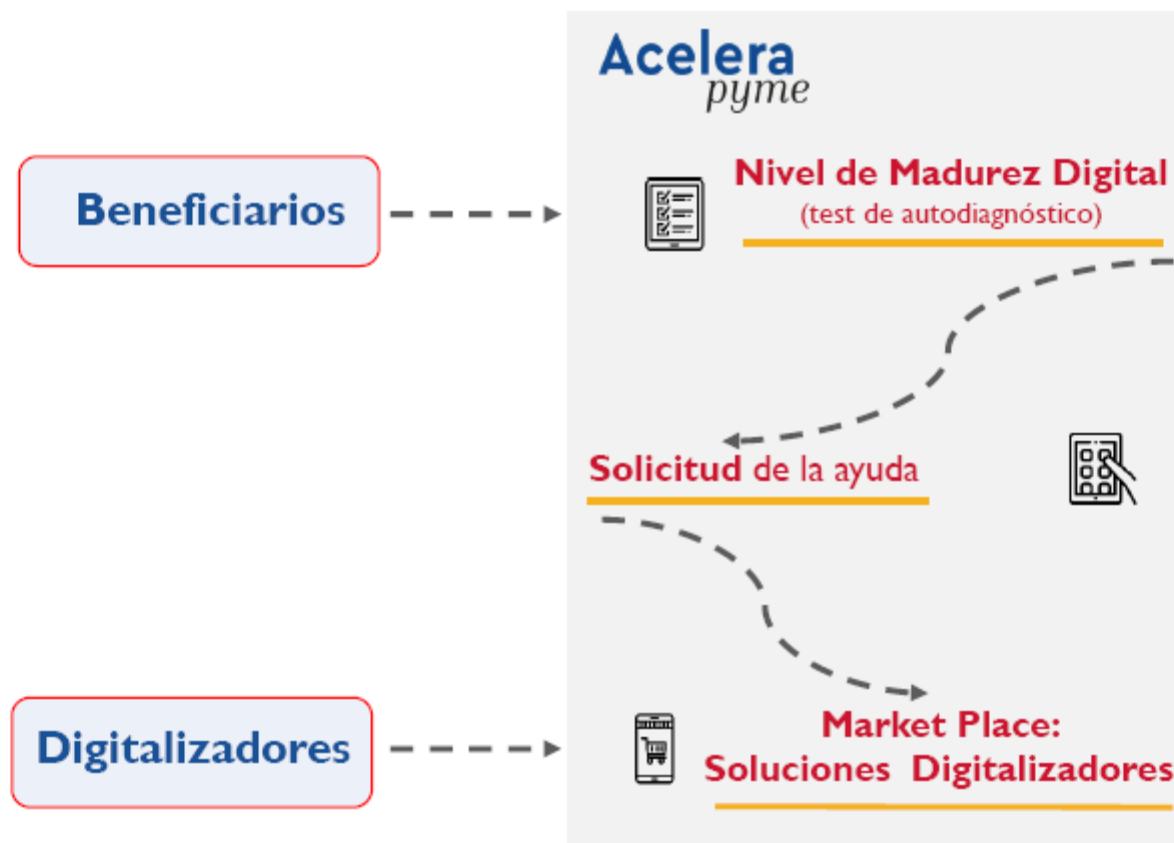 Acelera
pyme
Beneficiarios
Nivel de Madurez Digital
(test de autodiagnóstico)
Solicitud de la ayuda
Digitalizadores
Market Place:
Soluciones Digitalizadores